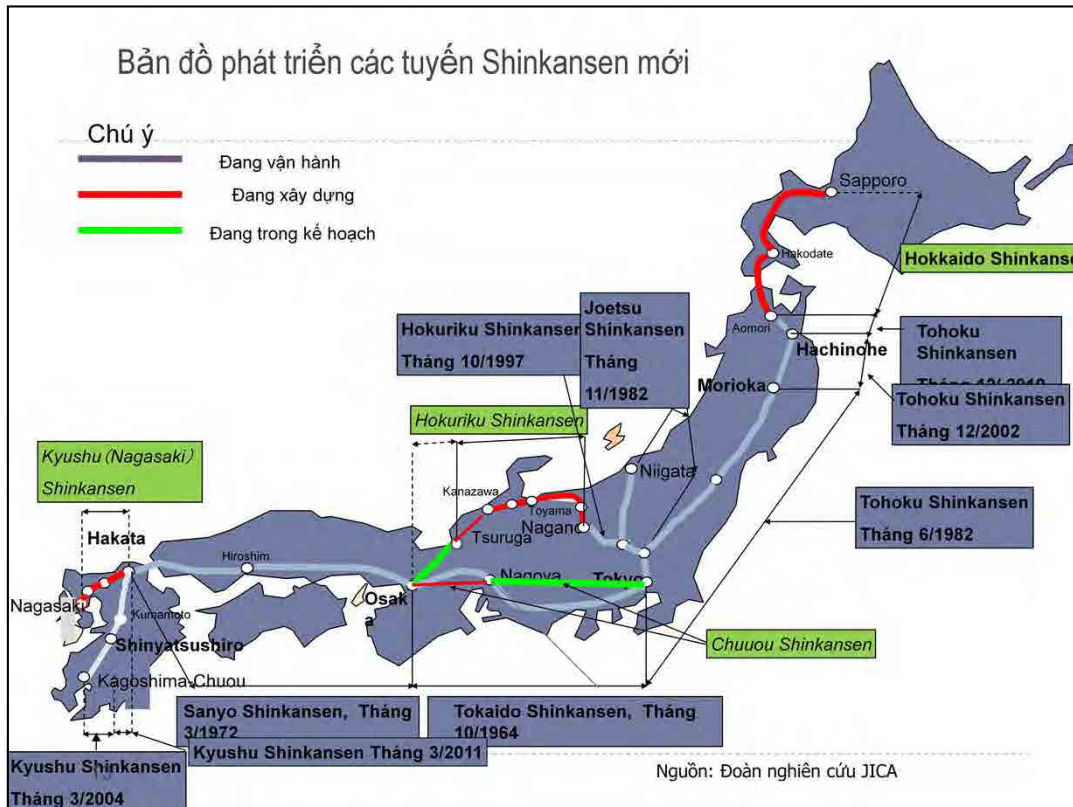 Bản đồ phát triển các tuyến Shinkansen mới
Chú ý
Đang vận hành
Đang xây dựng
Đang trong kế hoạch
Sapporo
Hakodate
Hokkaido Shinkanse
Aomori
Hachinohe
Tohoku
Shinkansen
Tháng 12/2010
Morioka
Tohoku Shinkansen
Tháng 12/2002
Joetsu
Shinkansen
Tháng
11/1982
Hokuriku Shinkansen
Tháng 10/1997
Hokuriku Shinkansen
Niigata
Kyushu (Nagasaki)
Shinkansen
Kanazawa
Toyama
Nagano
Tsuruga
Tohoku Shinkansen
Tháng 6/1982
Hakata
Hiroshim
Nagoya
Tokyo
Osak
a
Nagasaki
Kumamoto
Shinyatsushiro
Chuuou Shinkansen
Kagoshima-Chuou
Sanyo Shinkansen, Tháng
3/1972
Tokaido Shinkansen, Tháng
10/1964
Kyushu Shinkansen Tháng 3/2011
Kyushu Shinkansen
Tháng 3/2004
Nguồn: Đoàn nghiên cứu JICA